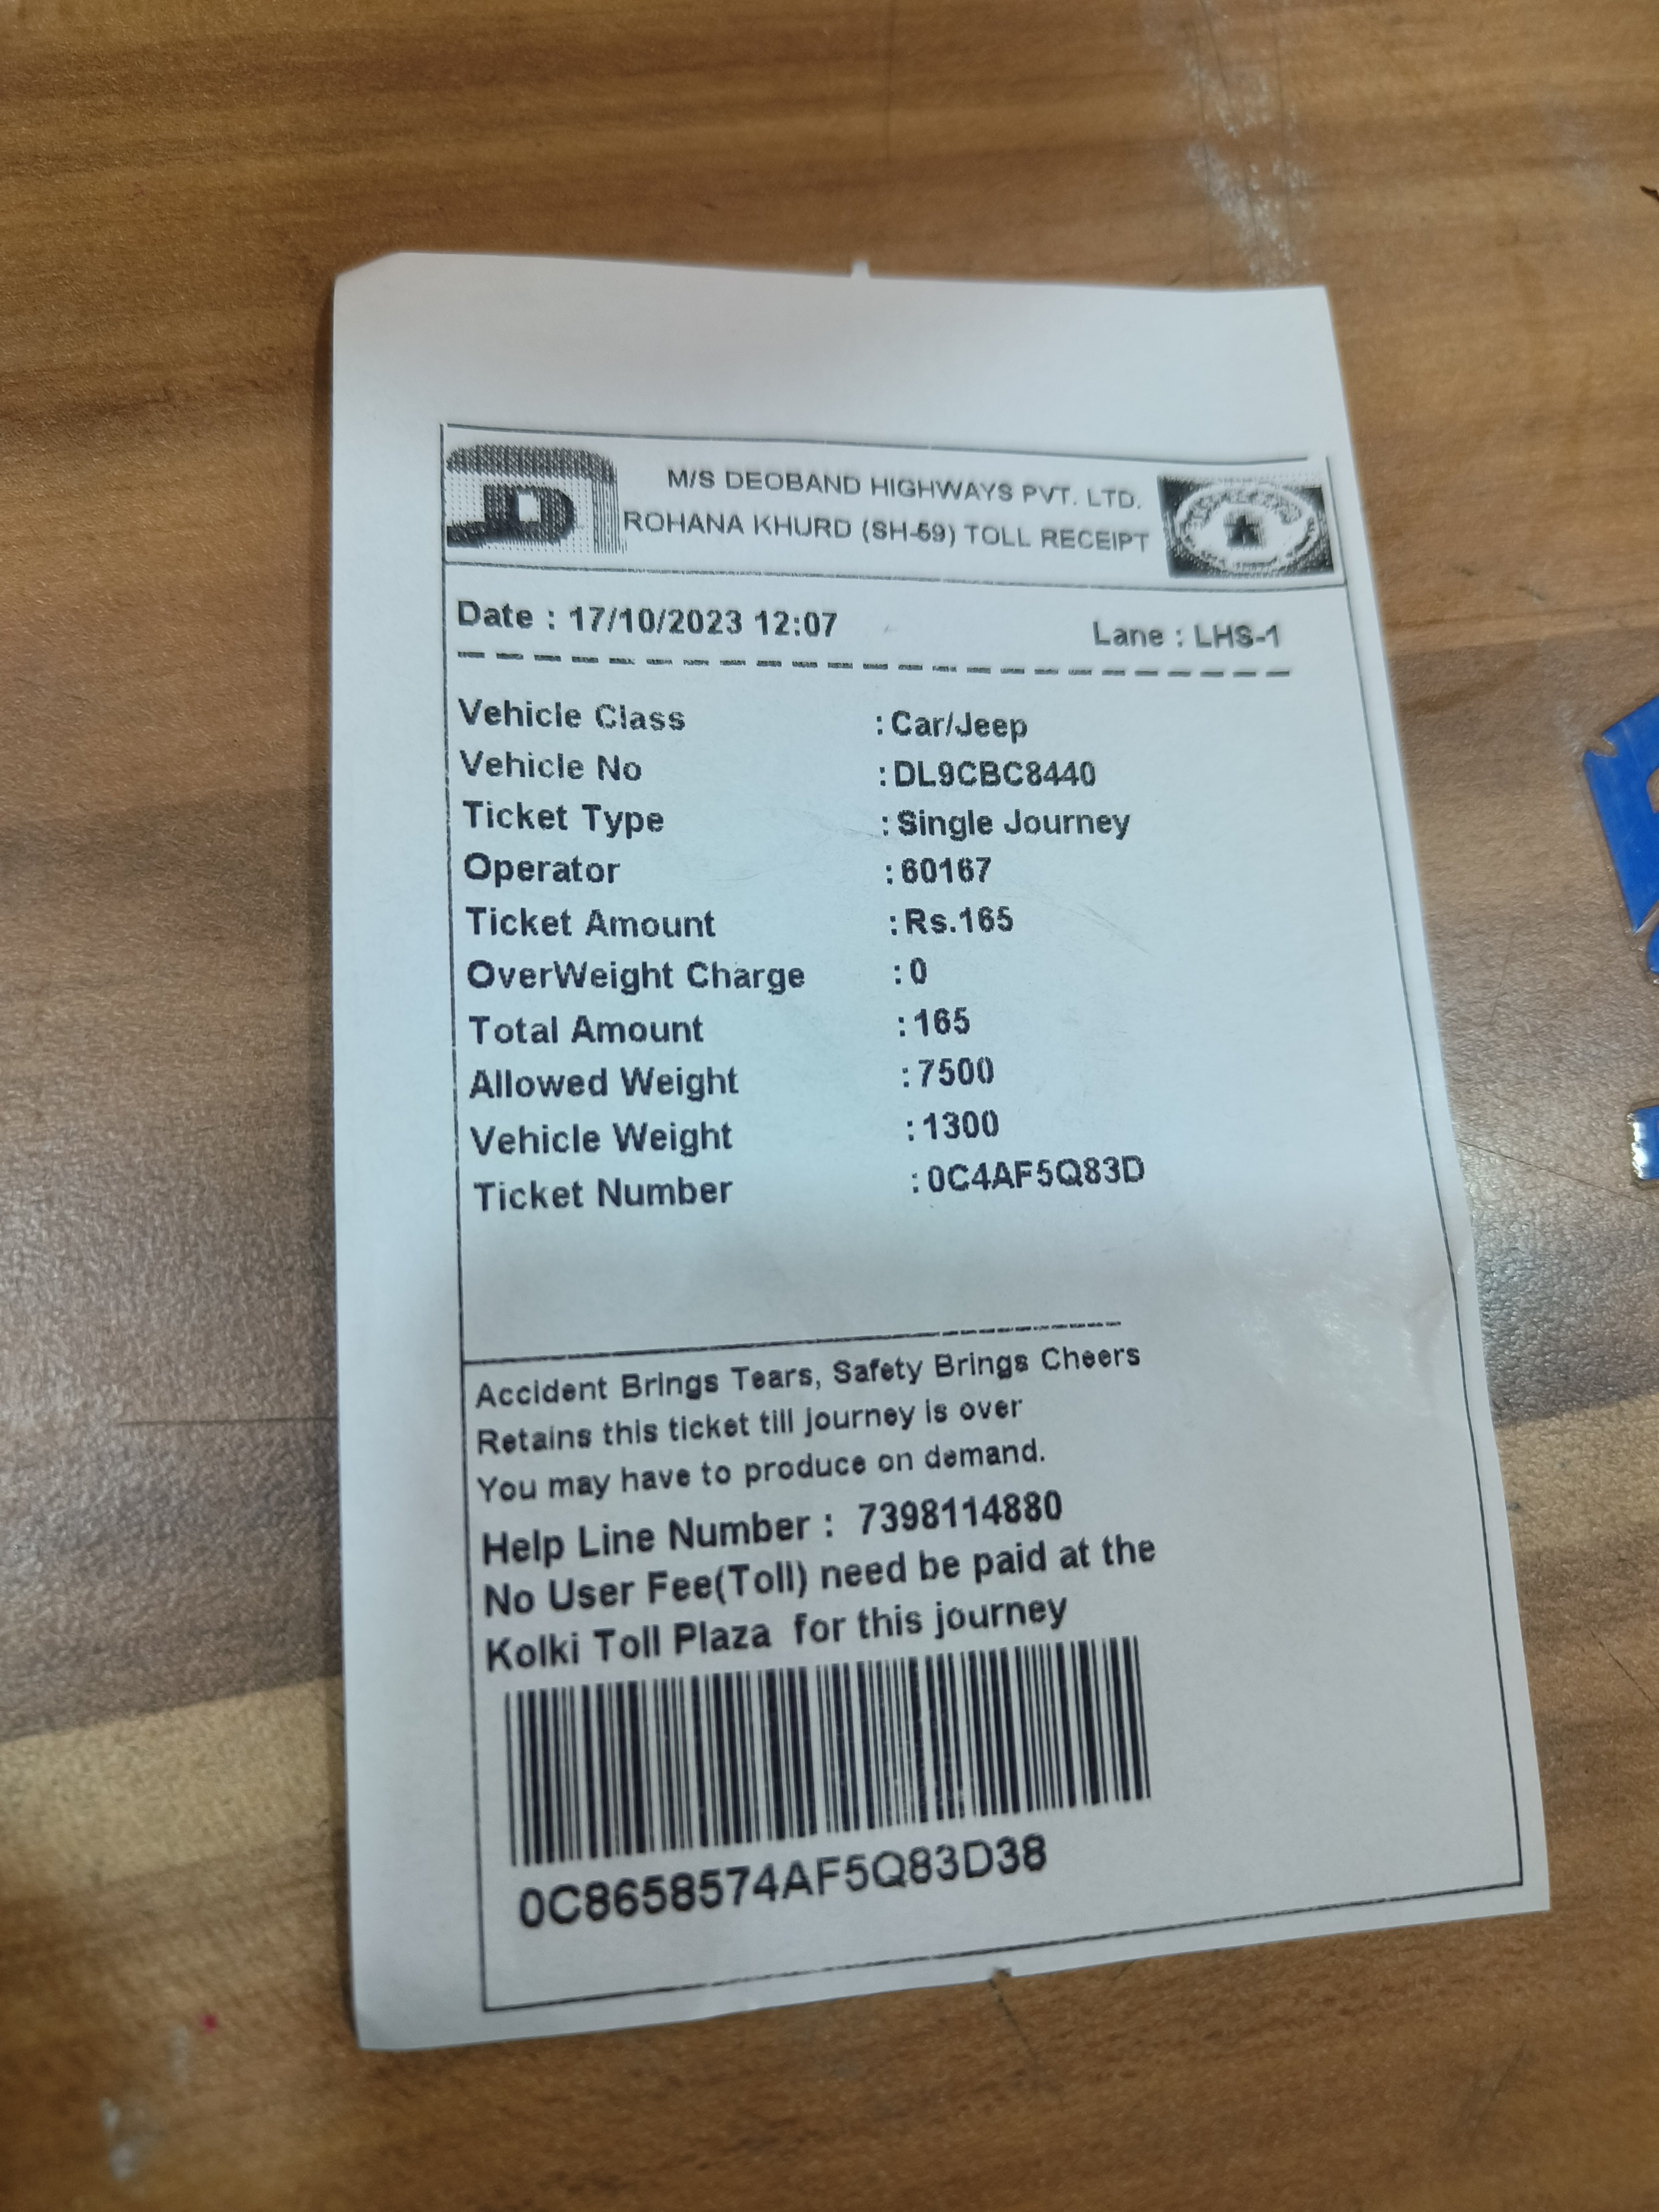 M/S DEOBAND HIGHWAYS PVT. LTD.
ROHANA KHURD (SH-59) TOLL RECEIPT
Date : 17/10/2023 12:07 Lane : LHS-1
Vehicle Class : Car/Jeep
Vehicle No : DL9CBC8440
Ticket Type : Single Journey
Operator : 60167
Ticket Amount : Rs.165
OverWeight Charge : 0
Total Amount : 165
Allowed Weight : 7500
Vehicle Weight : 1300
Ticket Number : 0C4AF5Q83D
Accident Brings Tears, Safety Brings Cheers
Retains this ticket till journey is over
You may have to produce on demand.
Help Line Number : 7398114880
No User Fee(Toll) need be paid at the
Kolki Toll Plaza for this journey
0C8658574AF5Q83D38